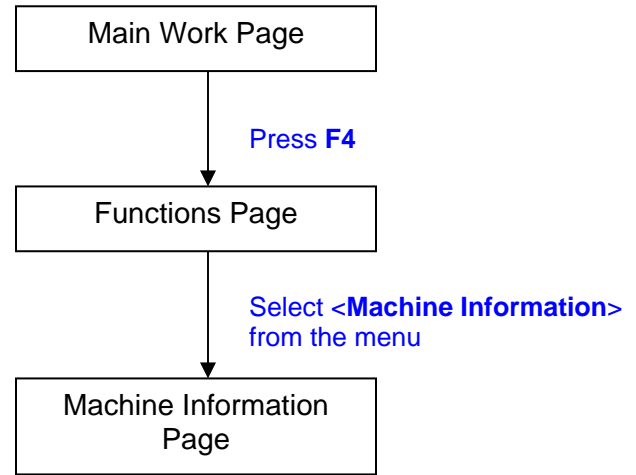 Main Work Page
Press F4
Functions Page
Select <Machine Information>
from the menu
Machine Information
Page